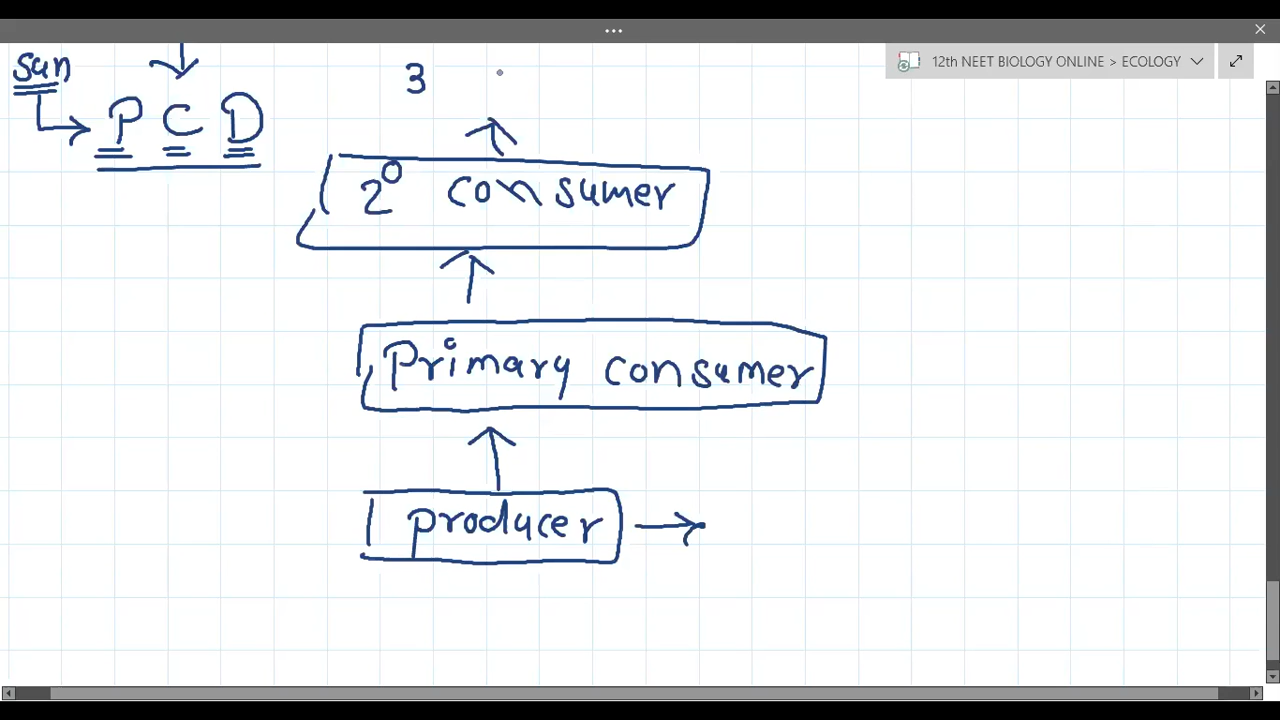 12th NEET BIOLOGY ONLINE > ECOLOGY
sun
P C D
3
2° consumer
Primary consumer
producer